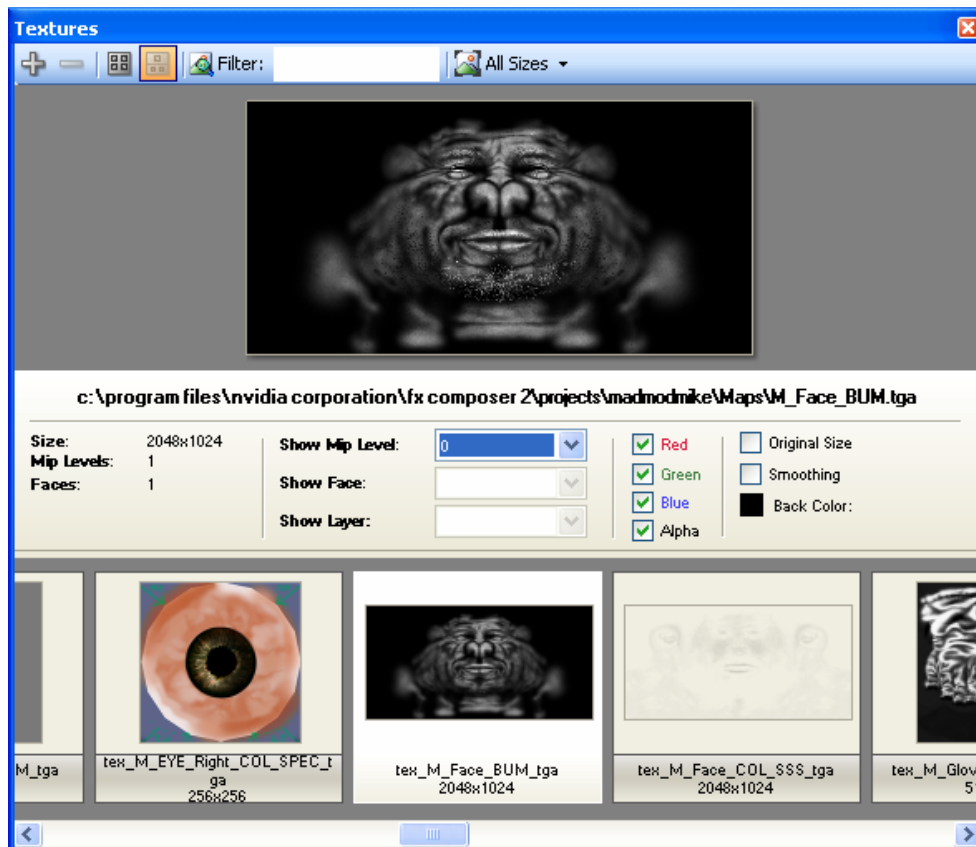 Textures
Filter:
All Sizes
c:\program files\nvidia corporation\fx composer 2\projects\madmodmike\Maps\M_Face_BUM.tga
Size: 2048x1024
Mip Levels: 1
Faces: 1
Show Mip Level: 0
Show Face:
Show Layer:
Red
Green
Blue
Alpha
Original Size
Smoothing
Back Color:
M_tga
tex_M_EYE_Right_COL_SPEC_t
ga
256x256
tex_M_Face_BUM_tga
2048x1024
tex_M_Face_COL_SSS_tga
2048x1024
tex_M_Glov
51